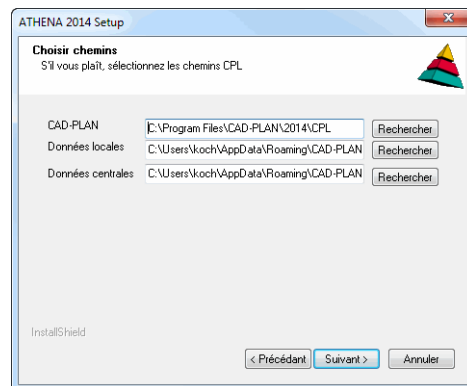 ATHENA 2014 Setup
Choisir chemins
S'il vous plaît, sélectionnez les chemins CPL
CAD-PLAN C:\Program Files\CAD-PLAN\2014\CPL Rechercher
Données locales C:\Users\koch\AppData\Roaming\CAD-PLAN Rechercher
Données centrales C:\Users\koch\AppData\Roaming\CAD-PLAN Rechercher
InstallShield
< Précédant Suivant > Annuler